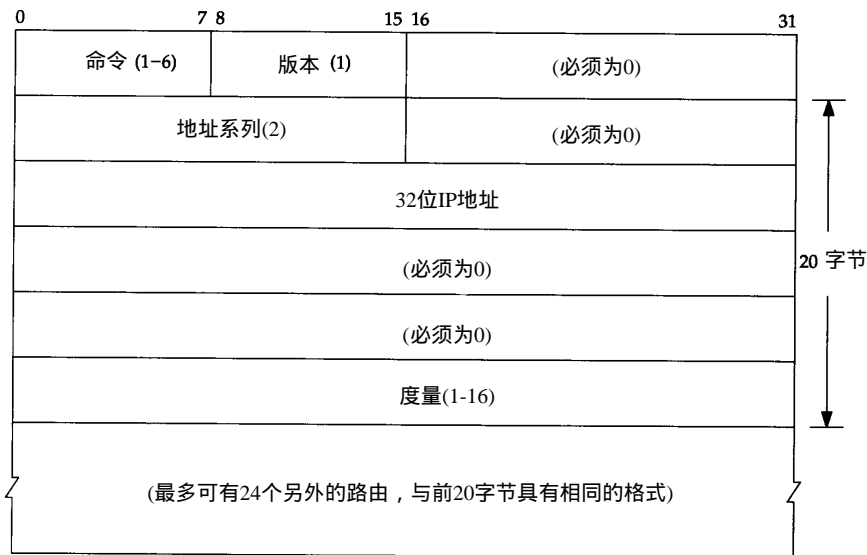 0 7 8 15 16 31
命令 (1-6) 版本 (1) (必须为0)
地址系列(2) (必须为0)
32位IP地址
(必须为0)
20 字节
(必须为0)
度量(1-16)
(最多可有24个另外的路由，与前20字节具有相同的格式)